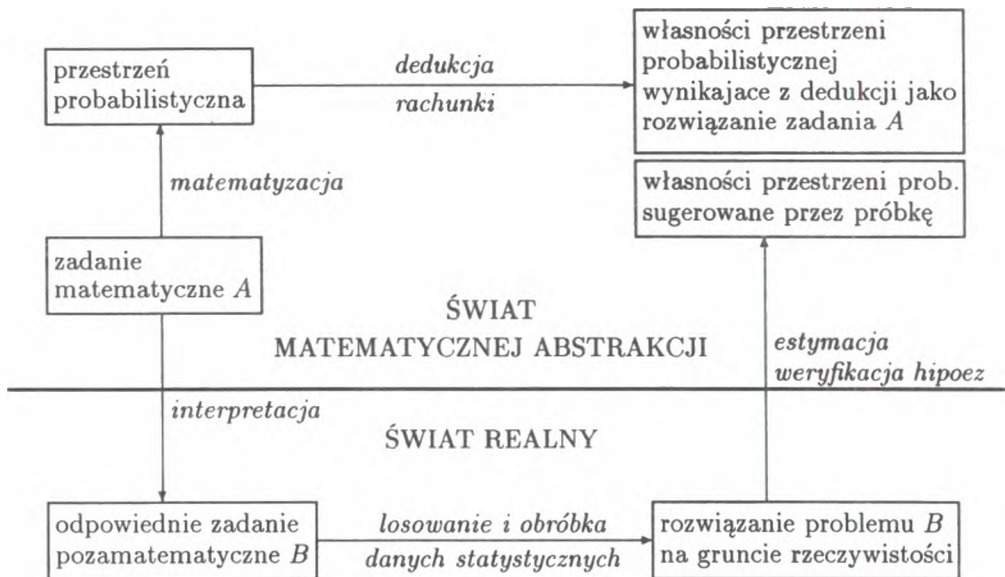 przestrzeń
probabilistyczna
dedukcja
rachunki
własności przestrzeni
probabilistycznej
wynikajace z dedukcji jako
rozwiązanie zadania A
matematyzacja
własności przestrzeni prob.
sugerowane przez próbkę
zadanie
matematyczne A
ŚWIAT
MATEMATYCZNEJ ABSTRAKCJI
estymacja
weryfikacja hipoez
interpretacja
ŚWIAT REALNY
odpowiednie zadanie
pozamatematyczne B
losowanie i obróbka
danych statystycznych
rozwiązanie problemu B
na gruncie rzeczywistości